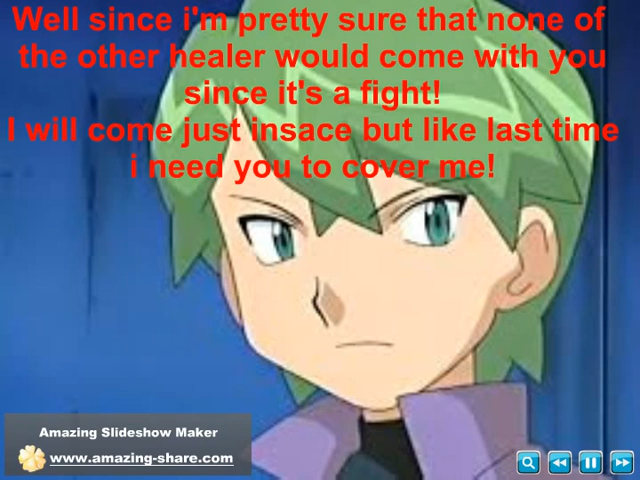 Well since i'm pretty sure that none of
the other healer would come with you
since it's a fight!
I will come just insace but like last time
i need you to cover me!
Amazing Slideshow Maker
www.amazing-share.com